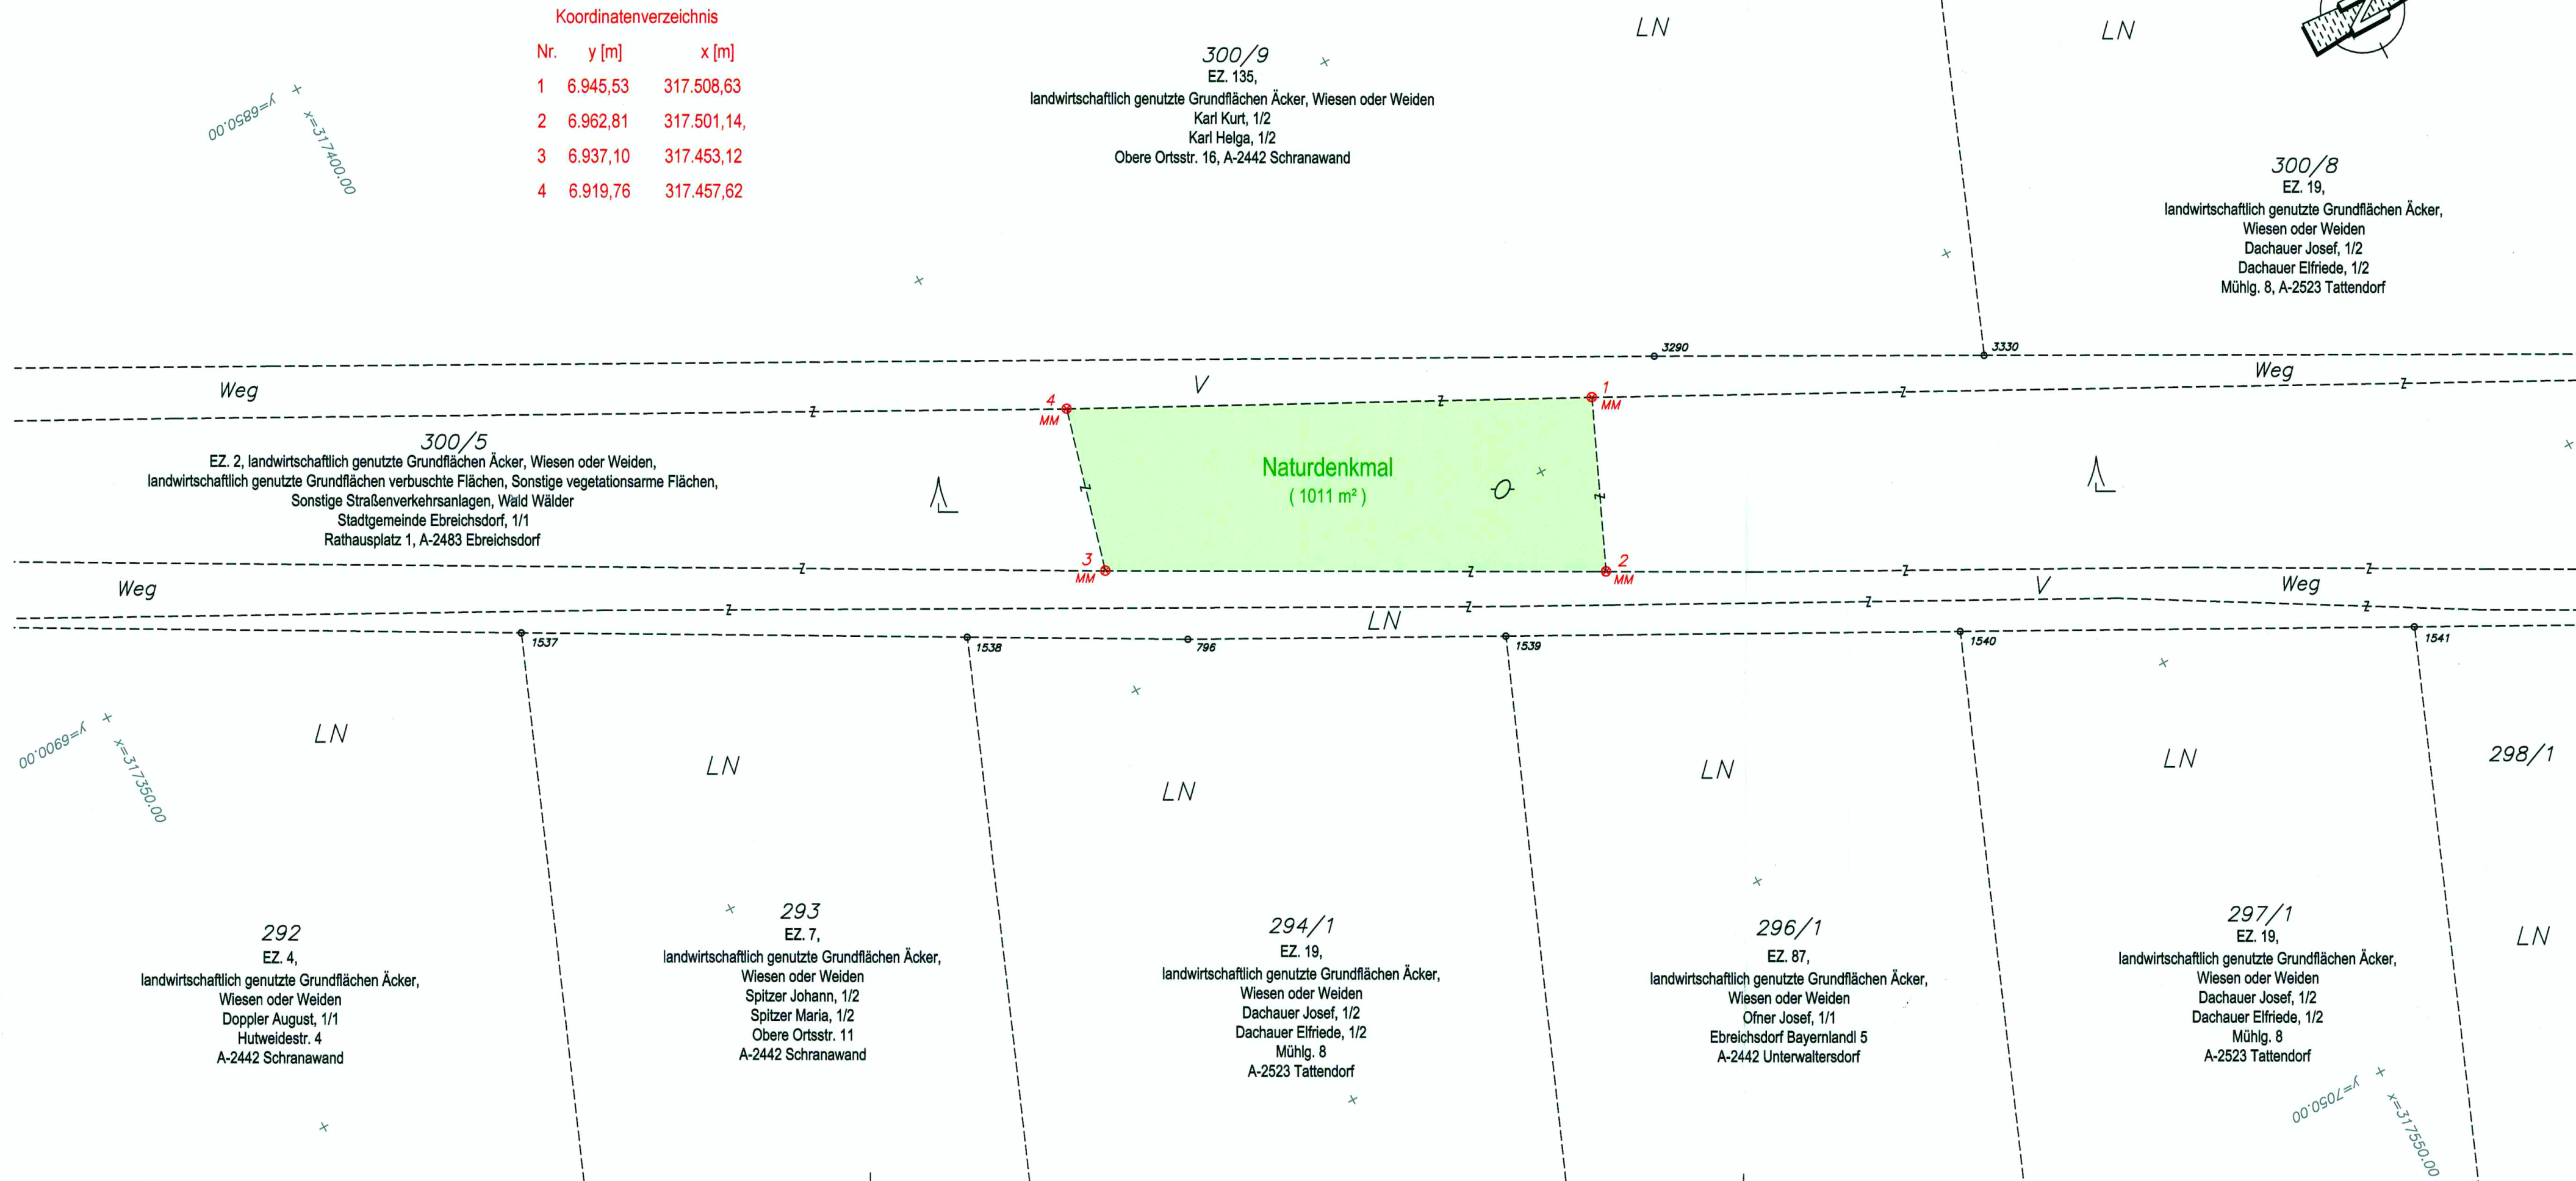 Koordinatenverzeichnis
Nr. y [m] x [m]
1 6.945,53 317.508,63
2 6.962,81 317.501,14,
3 6.937,10 317.453,12
4 6.919,76 317.457,62
y=6850.00
x=317400.00
300/9
EZ. 135,
landwirtschaftlich genutzte Grundflächen Äcker, Wiesen oder Weiden
Karl Kurt, 1/2
Karl Helga, 1/2
Obere Ortsstr. 16, A-2442 Schranawand
LN
LN
300/8
EZ. 19,
landwirtschaftlich genutzte Grundflächen Äcker,
Wiesen oder Weiden
Dachauer Josef, 1/2
Dachauer Elfriede, 1/2
Mühlg. 8, A-2523 Tattendorf
3290
3330
Weg
V
Weg
4
MM
1
MM
300/5
EZ. 2, landwirtschaftlich genutzte Grundflächen Äcker, Wiesen oder Weiden,
landwirtschaftlich genutzte Grundflächen verbuschte Flächen, Sonstige vegetationsarme Flächen,
Sonstige Straßenverkehrsanlagen, Wald Wälder
Stadtgemeinde Ebreichsdorf, 1/1
Rathausplatz 1, A-2483 Ebreichsdorf
Naturdenkmal
( 1011 m² )
3
MM
2
MM
Weg
V
Weg
LN
1537
1538
796
1539
1540
1541
y=6900.00
x=317350.00
LN
LN
LN
LN
LN
298/1
292
EZ. 4,
landwirtschaftlich genutzte Grundflächen Äcker,
Wiesen oder Weiden
Doppler August, 1/1
Hutweidestr. 4
A-2442 Schranawand
293
EZ. 7,
landwirtschaftlich genutzte Grundflächen Äcker,
Wiesen oder Weiden
Spitzer Johann, 1/2
Spitzer Maria, 1/2
Obere Ortsstr. 11
A-2442 Schranawand
294/1
EZ. 19,
landwirtschaftlich genutzte Grundflächen Äcker,
Wiesen oder Weiden
Dachauer Josef, 1/2
Dachauer Elfriede, 1/2
Mühlg. 8
A-2523 Tattendorf
296/1
EZ. 87,
landwirtschaftlich genutzte Grundflächen Äcker,
Wiesen oder Weiden
Ofner Josef, 1/1
Ebreichsdorf Bayernlandl 5
A-2442 Unterwaltersdorf
297/1
EZ. 19,
landwirtschaftlich genutzte Grundflächen Äcker,
Wiesen oder Weiden
Dachauer Josef, 1/2
Dachauer Elfriede, 1/2
Mühlg. 8
A-2523 Tattendorf
LN
y=7050.00
x=317550.00